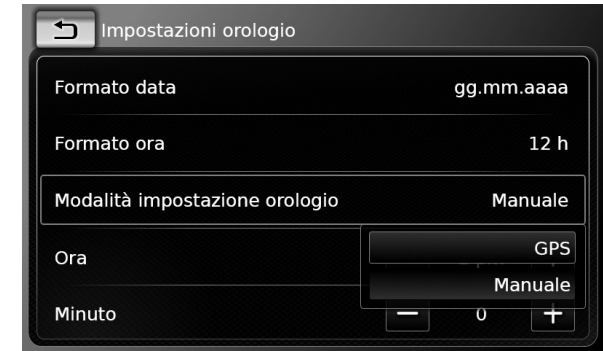 Impostazioni orologio
Formato data gg.mm.aaaa
Formato ora 12 h
Modalità impostazione orologio Manuale
GPS
Ora
Manuale
Minuto − 0 +